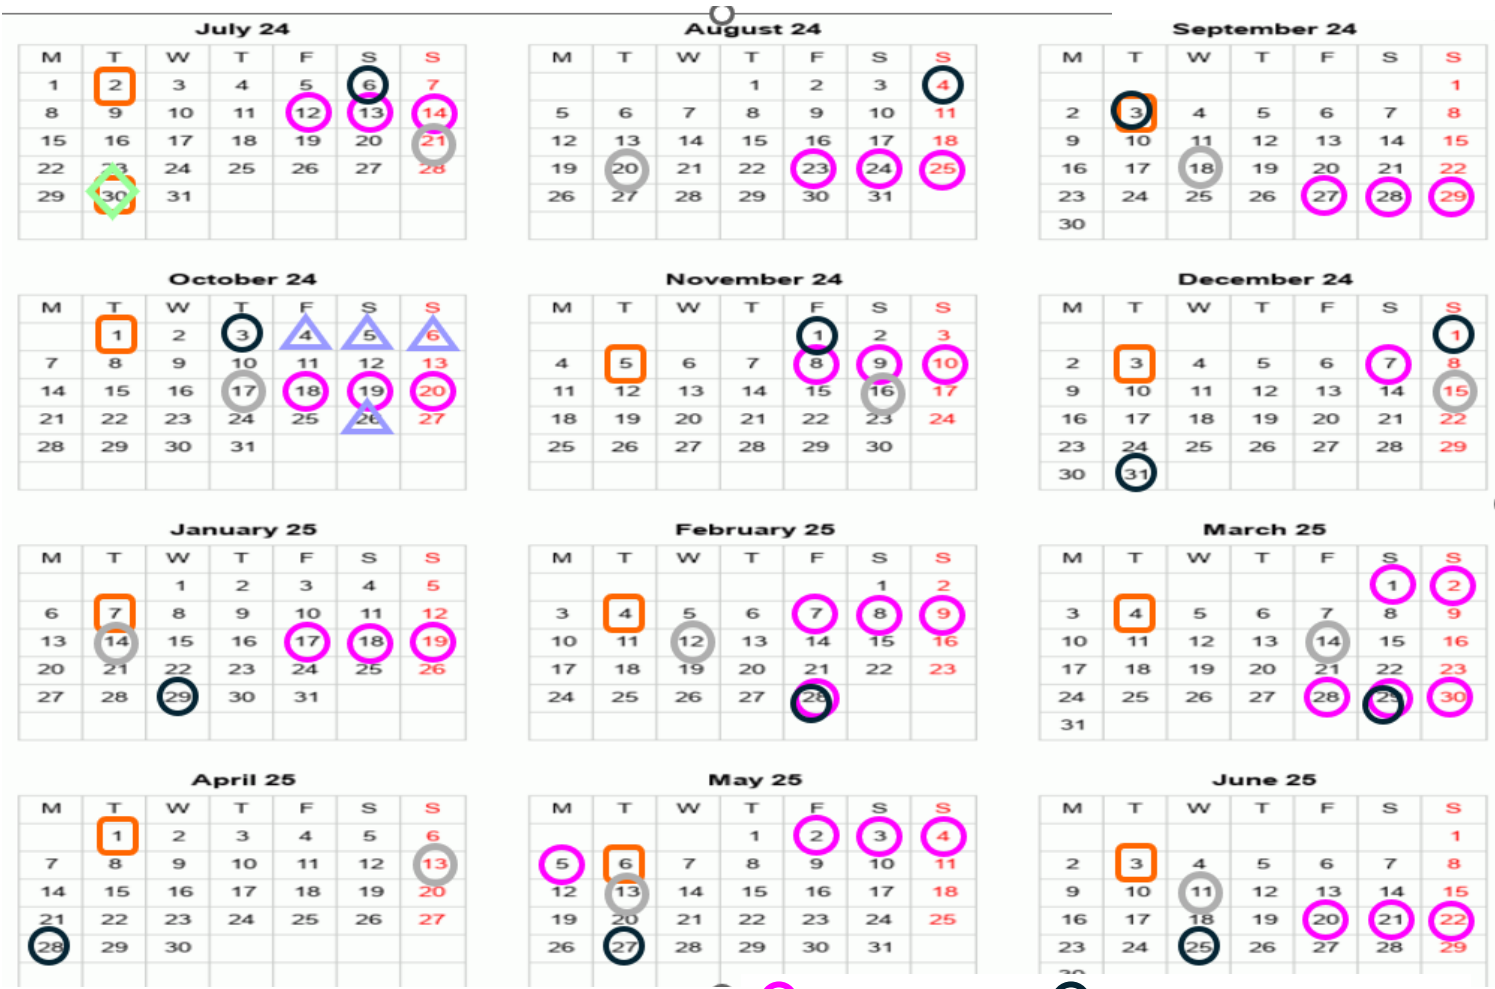 July 24 August 24 September 24
M T W T F S S M T W T F S S M T W T F S S
1 2 3 4 5 6 7 1 2 3 4 1
8 9 10 11 12 13 14 5 6 7 8 9 10 11 2 3 4 5 6 7 8
15 16 17 18 19 20 21 12 13 14 15 16 17 18 9 10 11 12 13 14 15
22 23 24 25 26 27 28 19 20 21 22 23 24 25 16 17 18 19 20 21 22
29 30 31 26 27 28 29 30 31 23 24 25 26 27 28 29
30
October 24 November 24 December 24
M T W T F S S M T W T F S S M T W T F S S
1 2 3 4 5 6 1 2 3 1
7 8 9 10 11 12 13 4 5 6 7 8 9 10 2 3 4 5 6 7 8
14 15 16 17 18 19 20 11 12 13 14 15 16 17 9 10 11 12 13 14 15
21 22 23 24 25 26 27 18 19 20 21 22 23 24 16 17 18 19 20 21 22
28 29 30 31 25 26 27 28 29 30 23 24 25 26 27 28 29
30 31
January 25 February 25 March 25
M T W T F S S M T W T F S S M T W T F S S
1 2 3 4 5 1 2 1 2
6 7 8 9 10 11 12 3 4 5 6 7 8 9 3 4 5 6 7 8 9
13 14 15 16 17 18 19 10 11 12 13 14 15 16 10 11 12 13 14 15 16
20 21 22 23 24 25 26 17 18 19 20 21 22 23 17 18 19 20 21 22 23
27 28 29 30 31 24 25 26 27 28 24 25 26 27 28 29 30
31
April 25 May 25 June 25
M T W T F S S M T W T F S S M T W T F S S
1 2 3 4 5 6 1 2 3 4 1
7 8 9 10 11 12 13 5 6 7 8 9 10 11 2 3 4 5 6 7 8
14 15 16 17 18 19 20 12 13 14 15 16 17 18 9 10 11 12 13 14 15
21 22 23 24 25 26 27 19 20 21 22 23 24 25 16 17 18 19 20 21 22
28 29 30 26 27 28 29 30 31 23 24 25 26 27 28 29
30